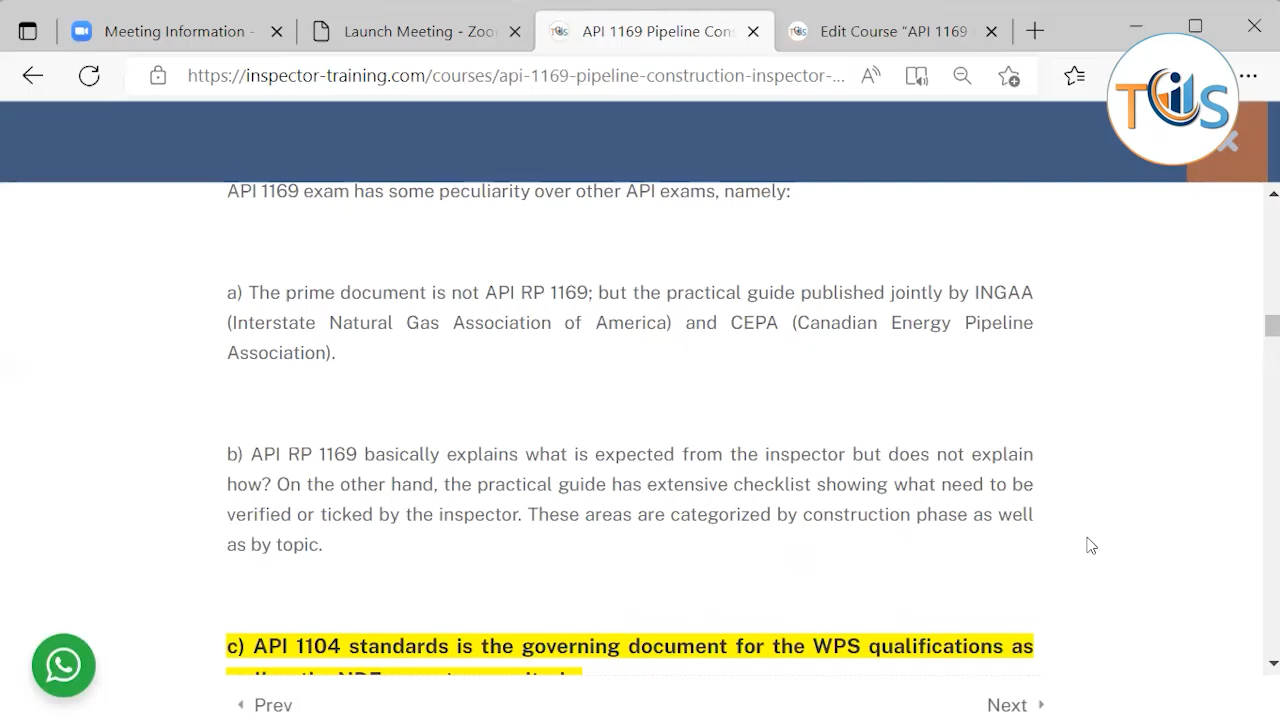 Meeting Information -
Launch Meeting - Zoo
API 1169 Pipeline Cons
Edit Course "API 1169
https://inspector-training.com/courses/api-1169-pipeline-construction-inspector-...
TIS
API 1169 exam has some peculiarity over other API exams, namely:
a) The prime document is not API RP 1169; but the practical guide published jointly by INGAA
(Interstate Natural Gas Association of America) and CEPA (Canadian Energy Pipeline
Association).
b) API RP 1169 basically explains what is expected from the inspector but does not explain
how? On the other hand, the practical guide has extensive checklist showing what need to be
verified or ticked by the inspector. These areas are categorized by construction phase as well
as by topic.
c) API 1104 standards is the governing document for the WPS qualifications as
Prev
Next